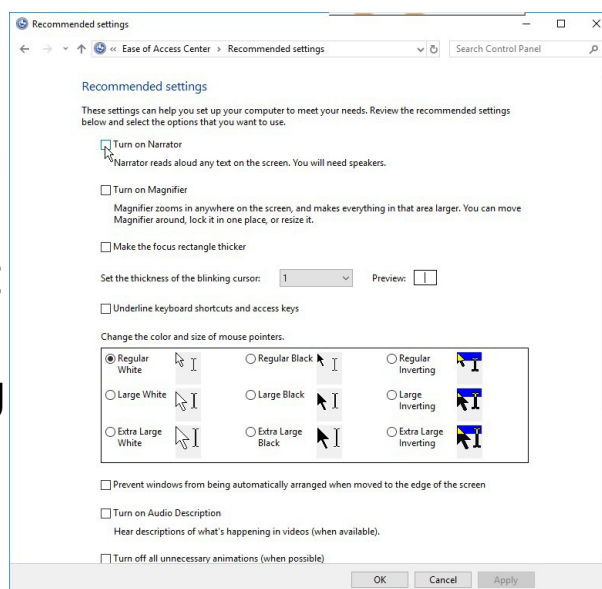 Recommended settings
« Ease of Access Center › Recommended settings
Search Control Panel
Recommended settings
These settings can help you set up your computer to meet your needs. Review the recommended settings
below and select the options that you want to use.
Turn on Narrator
Narrator reads aloud any text on the screen. You will need speakers.
Turn on Magnifier
Magnifier zooms in anywhere on the screen, and makes everything in that area larger. You can move
Magnifier around, lock it in one place, or resize it.
Make the focus rectangle thicker
Set the thickness of the blinking cursor: 1 Preview:
Underline keyboard shortcuts and access keys
Change the color and size of mouse pointers.
Regular White
Regular Black
Regular Inverting
Large White
Large Black
Large Inverting
Extra Large White
Extra Large Black
Extra Large Inverting
Prevent windows from being automatically arranged when moved to the edge of the screen
Turn on Audio Description
Hear descriptions of what's happening in videos (when available).
Turn off all unnecessary animations (when possible)
OK Cancel Apply